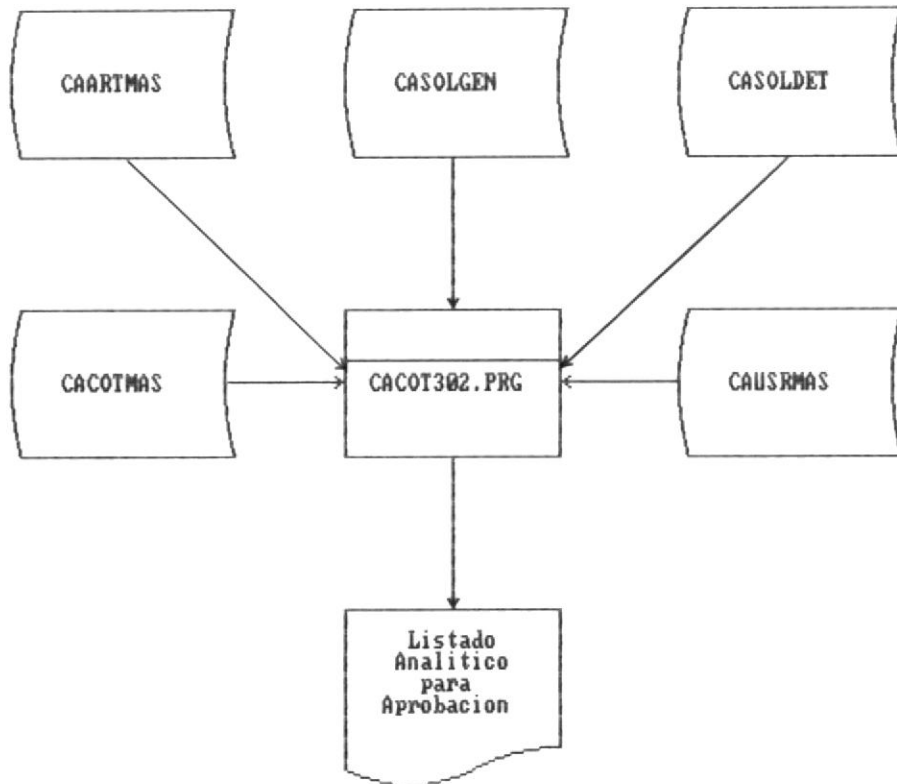 CAARTMAS
CASOLGEN
CASOLDET
CACOTMAS
CACOT302.PRG
CAUSRMAS
Listado
Analitico
para
Aprobacion